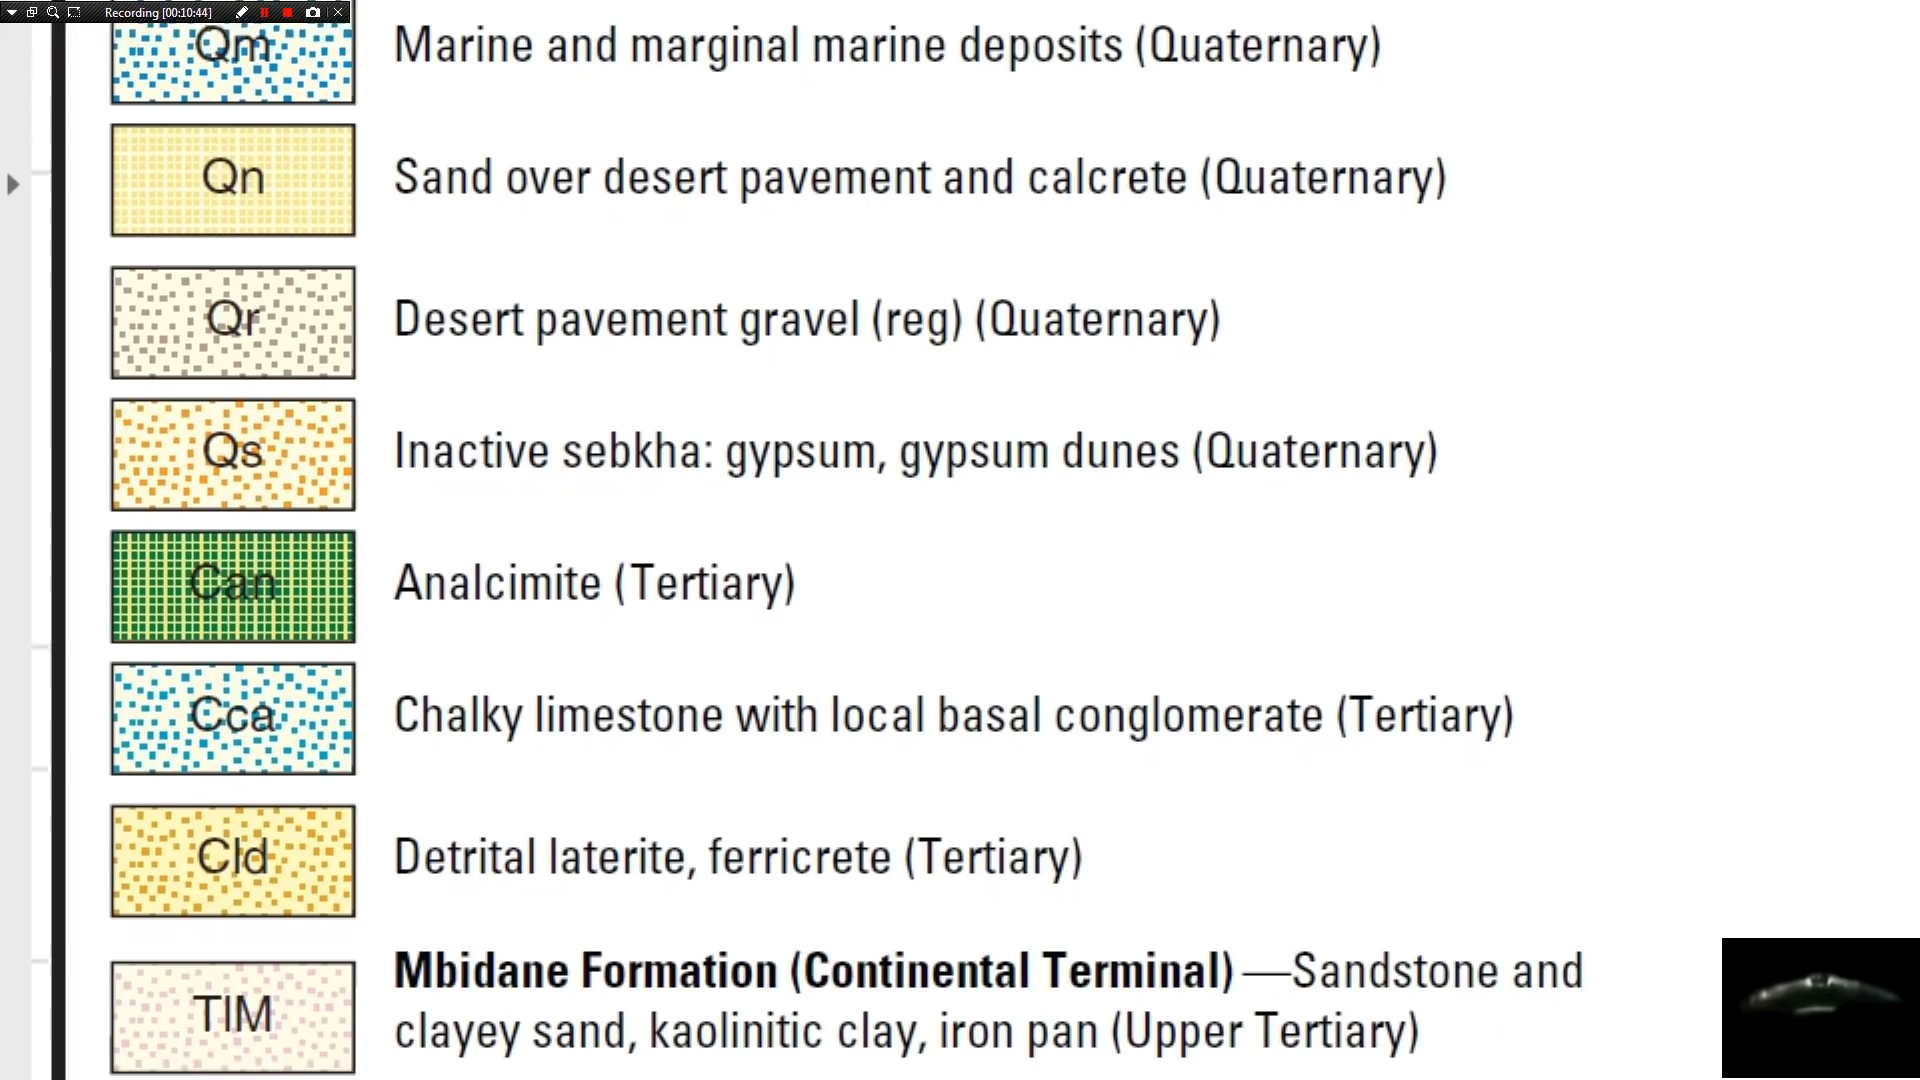 Recording [00:10:44]
Qm Marine and marginal marine deposits (Quaternary)
Qn Sand over desert pavement and calcrete (Quaternary)
Qr Desert pavement gravel (reg) (Quaternary)
Qs Inactive sebkha: gypsum, gypsum dunes (Quaternary)
Can Analcimite (Tertiary)
Cca Chalky limestone with local basal conglomerate (Tertiary)
Cld Detrital laterite, ferricrete (Tertiary)
TIM Mbidane Formation (Continental Terminal)—Sandstone and
clayey sand, kaolinitic clay, iron pan (Upper Tertiary)